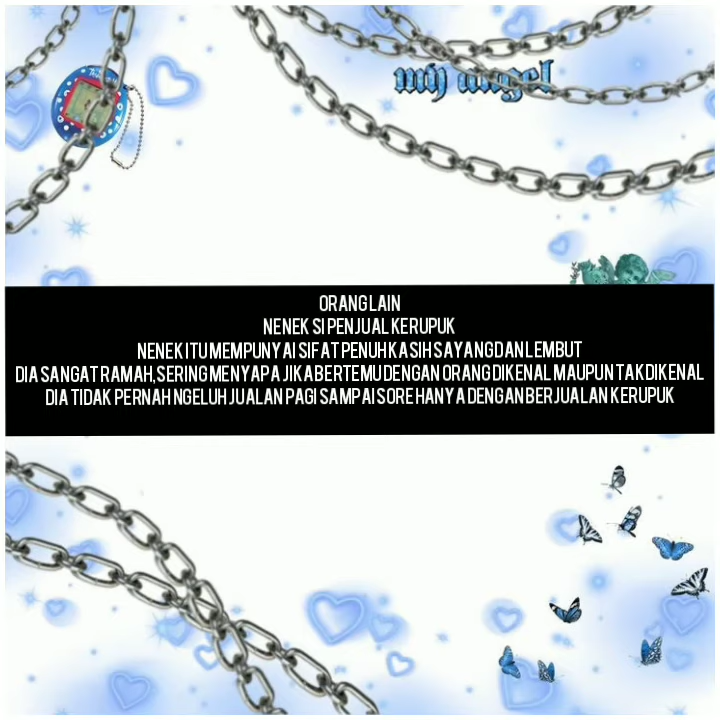 my angel
ORANG LAIN
NENEK SI PENJUAL KERUPUK
NENEK ITU MEMPUNYAI SIFAT PENUH KASIH SAYANG DAN LEMBUT
DIA SANGAT RAMAH, SERING MENYAPA JIKA BERTEMU DENGAN ORANG DIKENAL MAUPUN TAK DIKENAL
DIA TIDAK PERNAH NGELUH JUALAN PAGI SAMPAI SORE HANYA DENGAN BERJUALAN KERUPUK